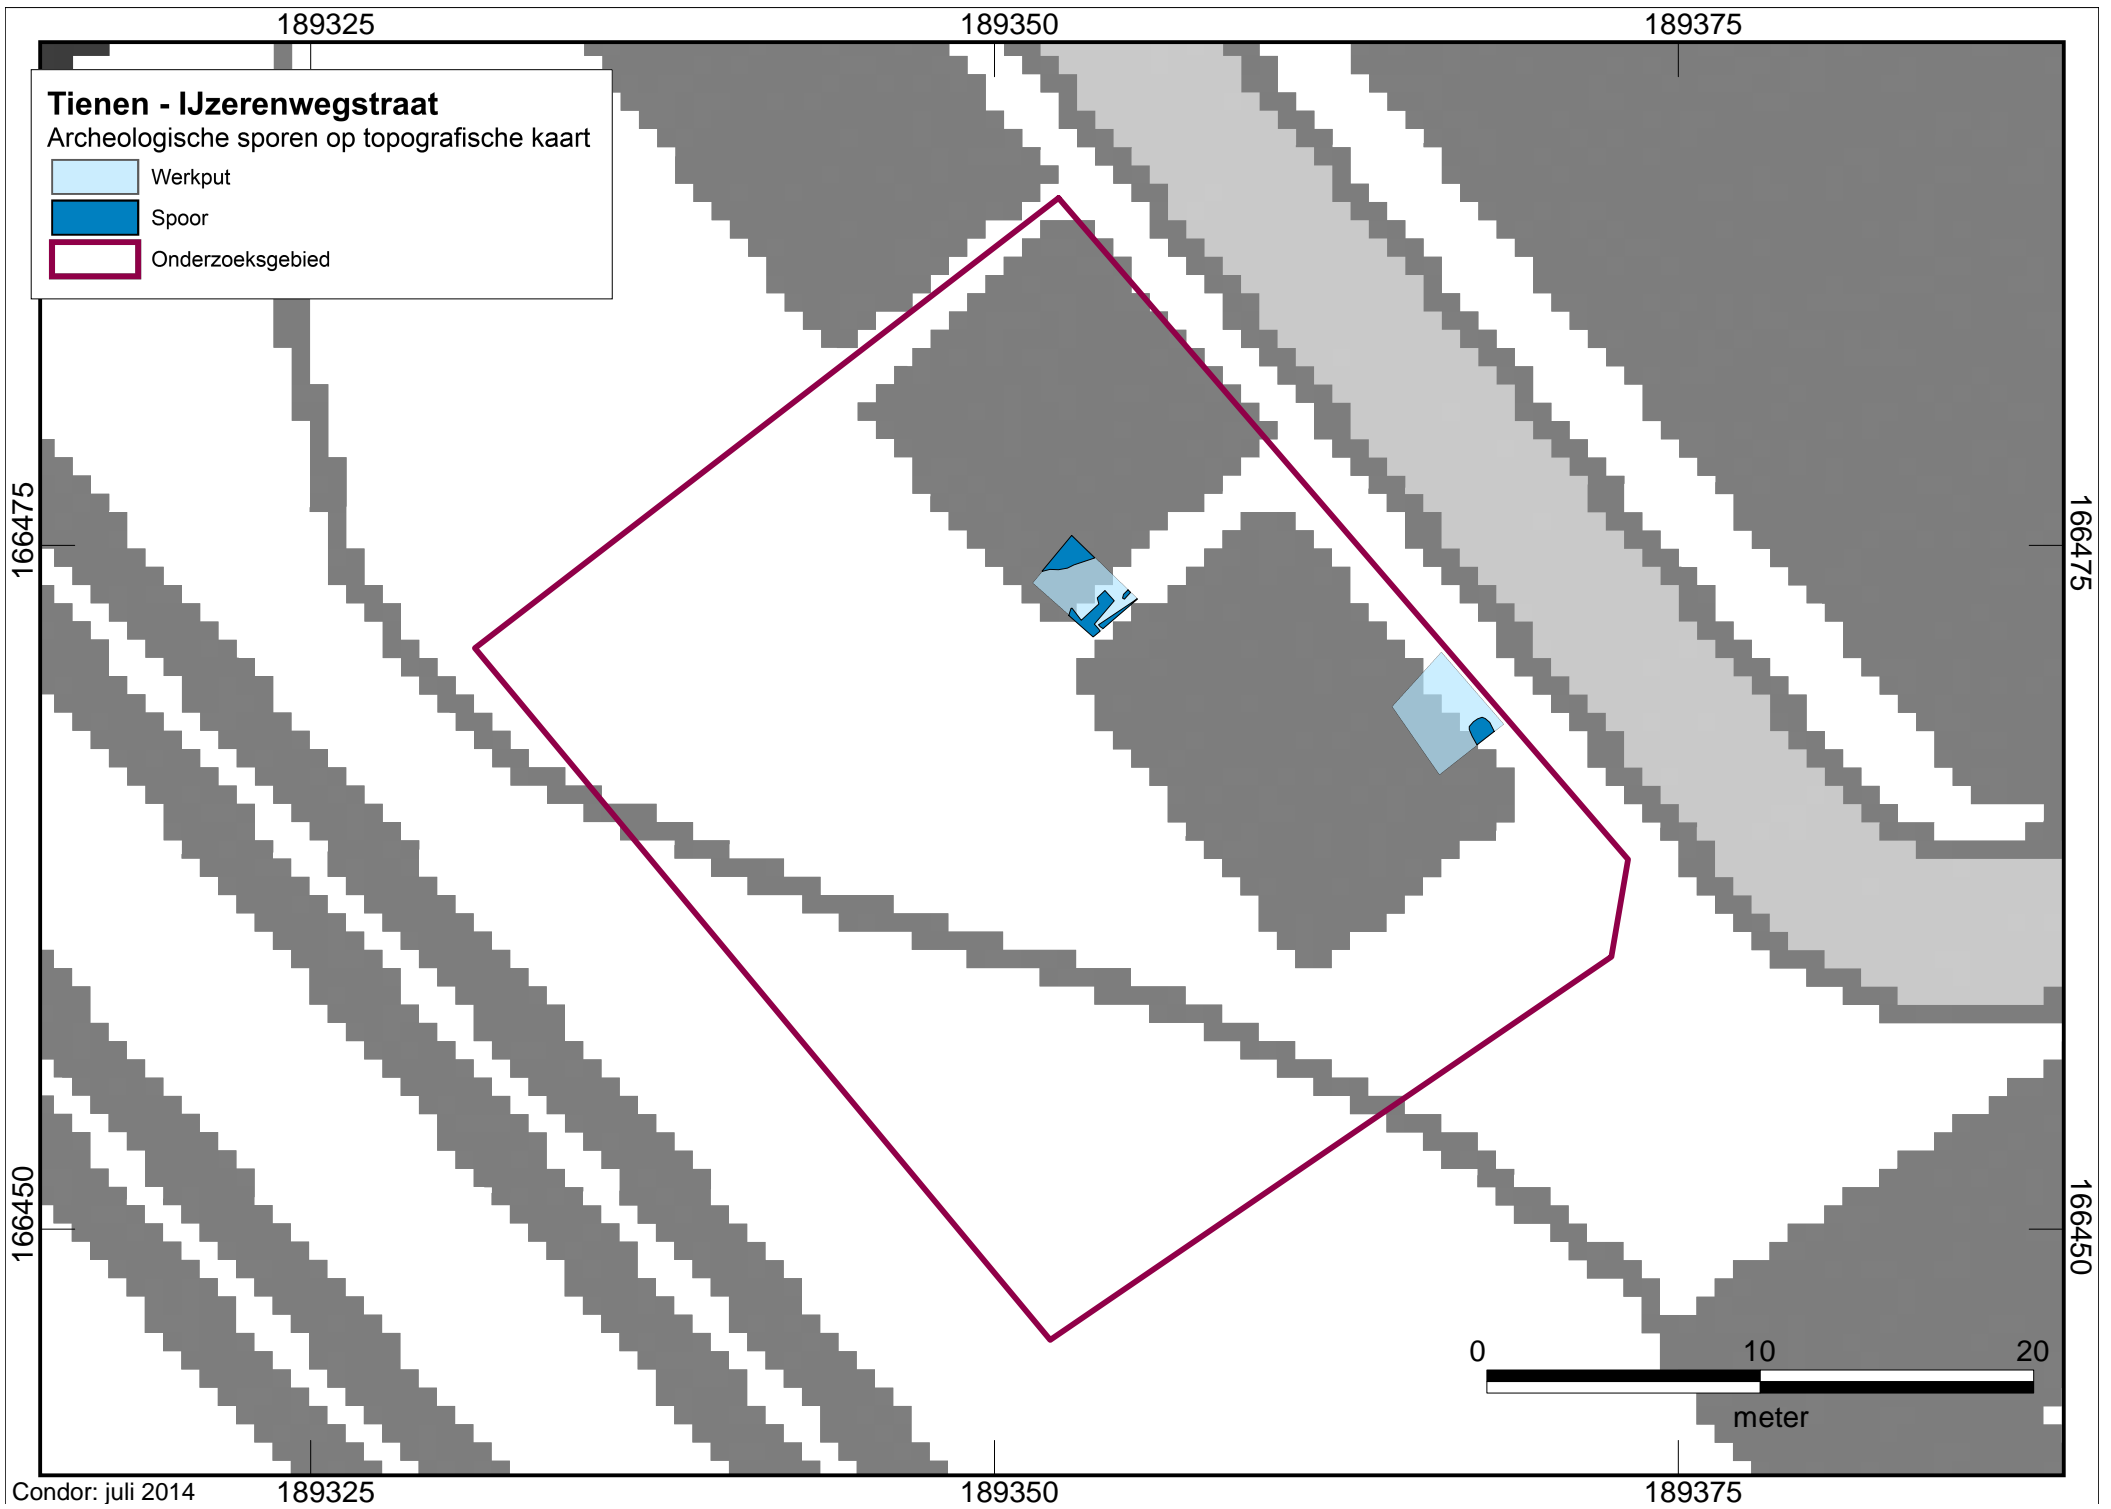 189325
189350
189375
Tienen - IJzerenwegstraat
Archeologische sporen op topografische kaart
Werkput
Spoor
Onderzoeksgebied
166475
166475
166450
166450
0 10 20
meter
Condor: juli 2014
189325
189350
189375